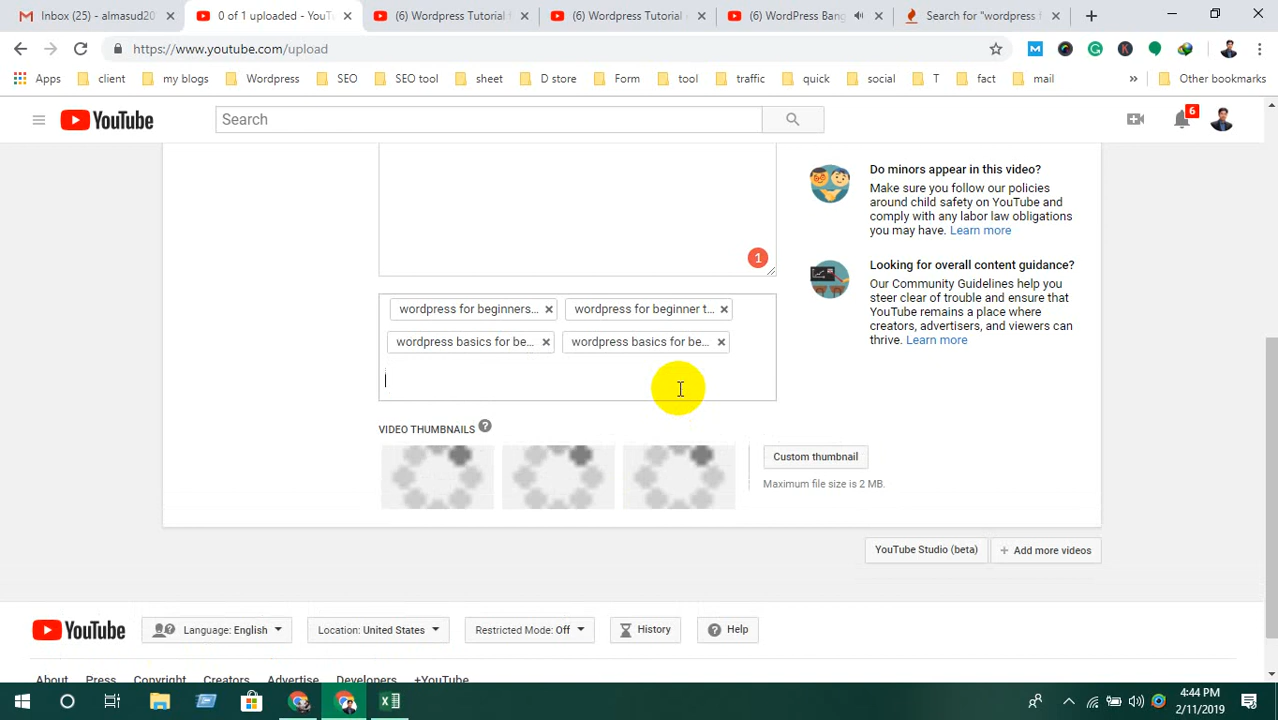 Inbox (25) - almasud20
0 of 1 uploaded - YouT
(6) Wordpress Tutorial f
(6) Wordpress Tutorial
(6) WordPress Bang
Search for "wordpress f
https://www.youtube.com/upload
Apps
client
my blogs
Wordpress
SEO
SEO tool
sheet
D store
Form
tool
traffic
quick
social
T
fact
mail
»
Other bookmarks
YouTube
Search
6
Do minors appear in this video?
Make sure you follow our policies
around child safety on YouTube and
comply with any labor law obligations
you may have. Learn more
1
Looking for overall content guidance?
Our Community Guidelines help you
steer clear of trouble and ensure that
YouTube remains a place where
creators, advertisers, and viewers can
thrive. Learn more
wordpress for beginners... ×
wordpress for beginner t... ×
wordpress basics for be... ×
wordpress basics for be... ×
VIDEO THUMBNAILS ?
Custom thumbnail
Maximum file size is 2 MB.
YouTube Studio (beta)
+ Add more videos
YouTube
Language: English
Location: United States
Restricted Mode: Off
History
Help
About Press Copyright Creators Advertise Developers +YouTube
4:44 PM
2/11/2019